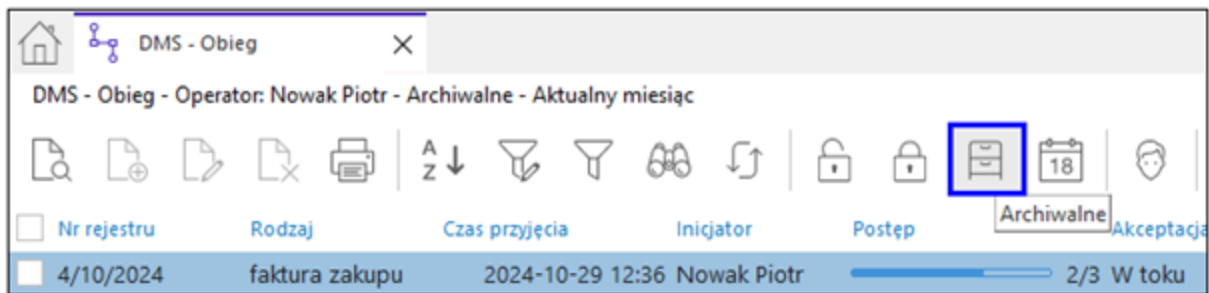 DMS - Obieg
DMS - Obieg - Operator: Nowak Piotr - Archiwalne - Aktualny miesiąc
A Z 18
Archiwalne
Nr rejestru Rodzaj Czas przyjęcia Inicjator Postęp Akceptacja
4/10/2024 faktura zakupu 2024-10-29 12:36 Nowak Piotr 2/3 W toku